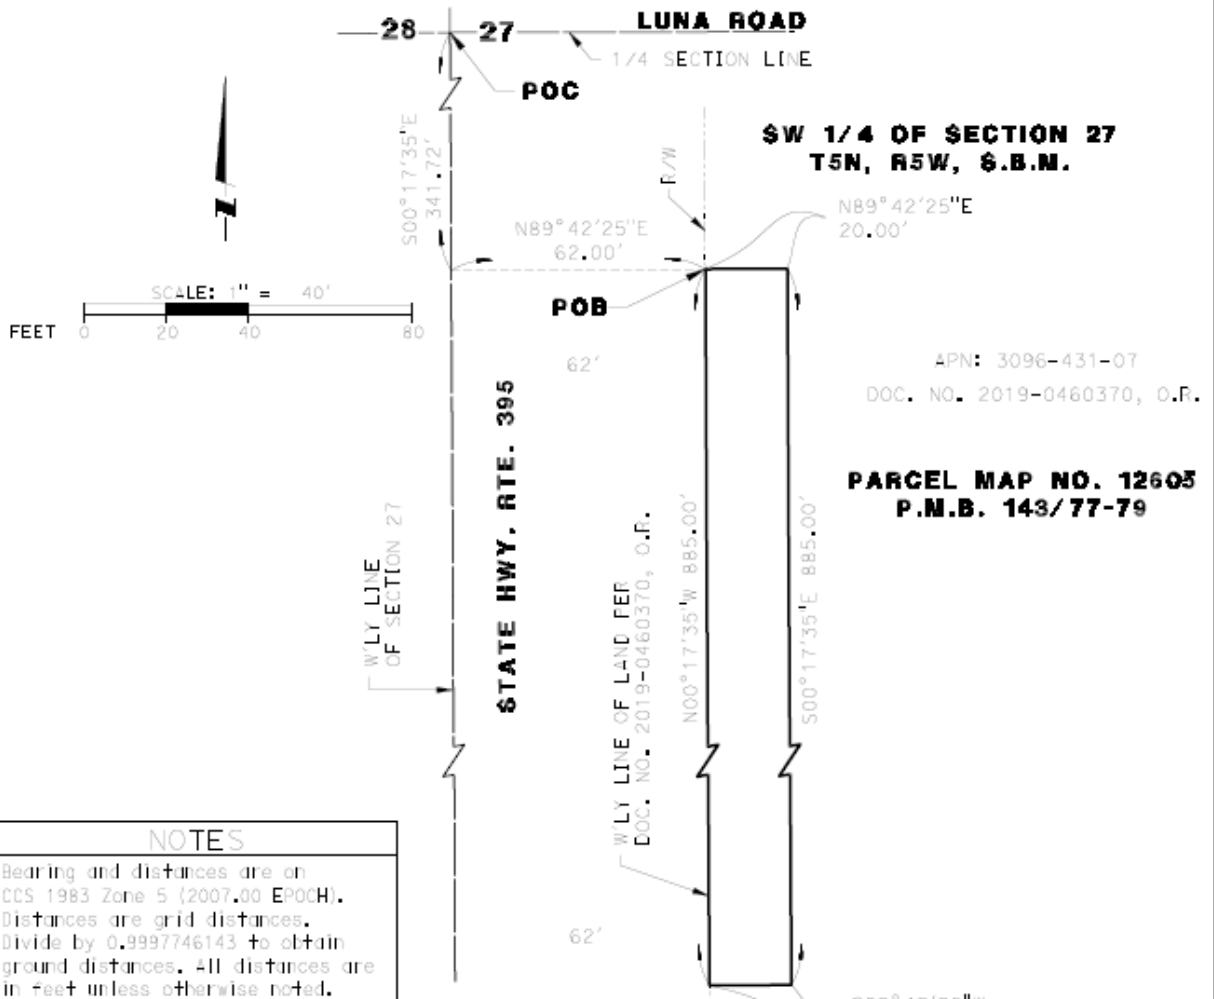 28
27
LUNA ROAD
1/4 SECTION LINE
POC
SW 1/4 OF SECTION 27
T5N, R5W, S.B.M.
S00°17'35"E
341.72'
R/W
N89°42'25"E
62.00'
N89°42'25"E
20.00'
SCALE: 1" = 40'
FEET
0 20 40 80
POB
62'
APN: 3096-431-07
DOC. NO. 2019-0460370, O.R.
STATE HWY. RTE. 395
PARCEL MAP NO. 12605
P.M.B. 143/77-79
W'LY LINE
OF SECTION 27
W'LY LINE OF LAND PER
DOC. NO. 2019-0460370, O.R.
N00°17'35"W 885.00'
S00°17'35"E 885.00'
NOTES
Bearing and distances are on
CCS 1983 Zone 5 (2007.00 EPOCH).
Distances are grid distances.
Divide by 0.9997746143 to obtain
ground distances. All distances are
in feet unless otherwise noted.
62'